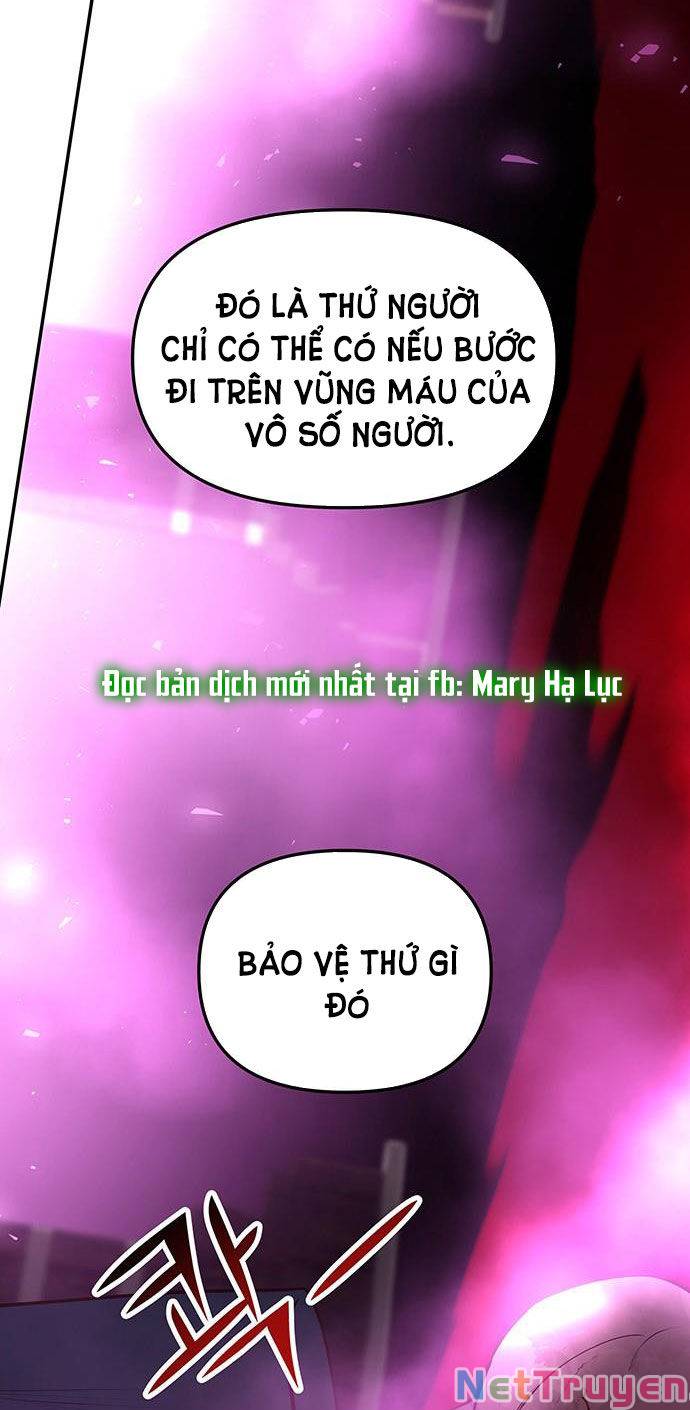 ĐÓ LÀ THỨ NGƯỜI
CHỈ CÓ THỂ CÓ NẾU BƯỚC
ĐI TRÊN VŨNG MÁU CỦA
VÔ SỐ NGƯỜI.
Đọc bản dịch mới nhất tại fb: Mary Hạ Lục
BẢO VỆ THỨ GÌ
ĐÓ
콱!
NetTruyen